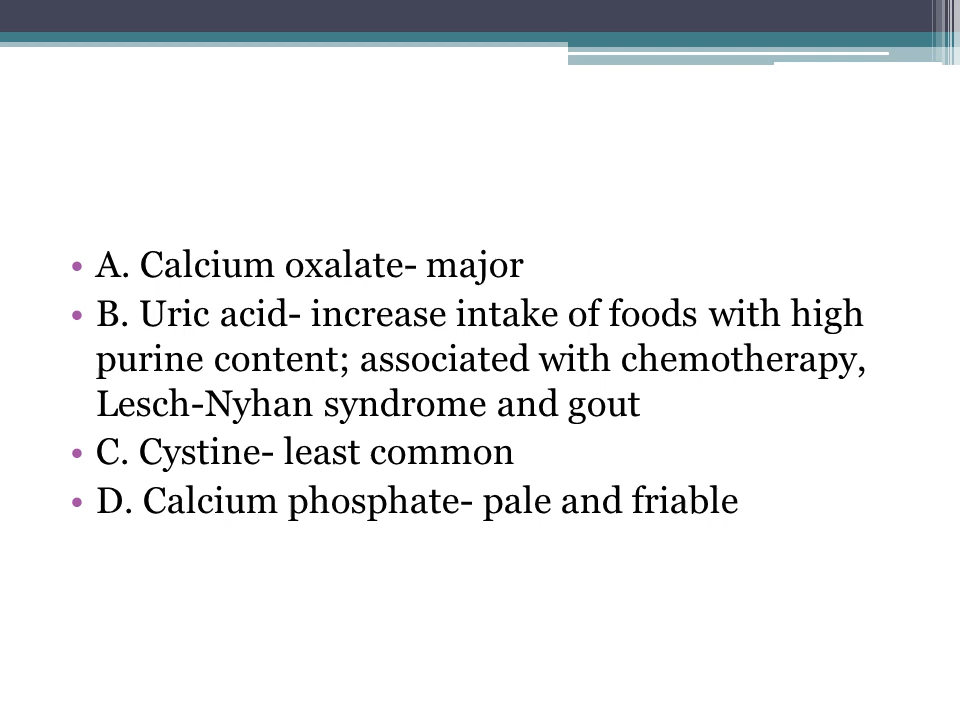 • A. Calcium oxalate- major
• B. Uric acid- increase intake of foods with high
purine content; associated with chemotherapy,
Lesch-Nyhan syndrome and gout
• C. Cystine- least common
• D. Calcium phosphate- pale and friable